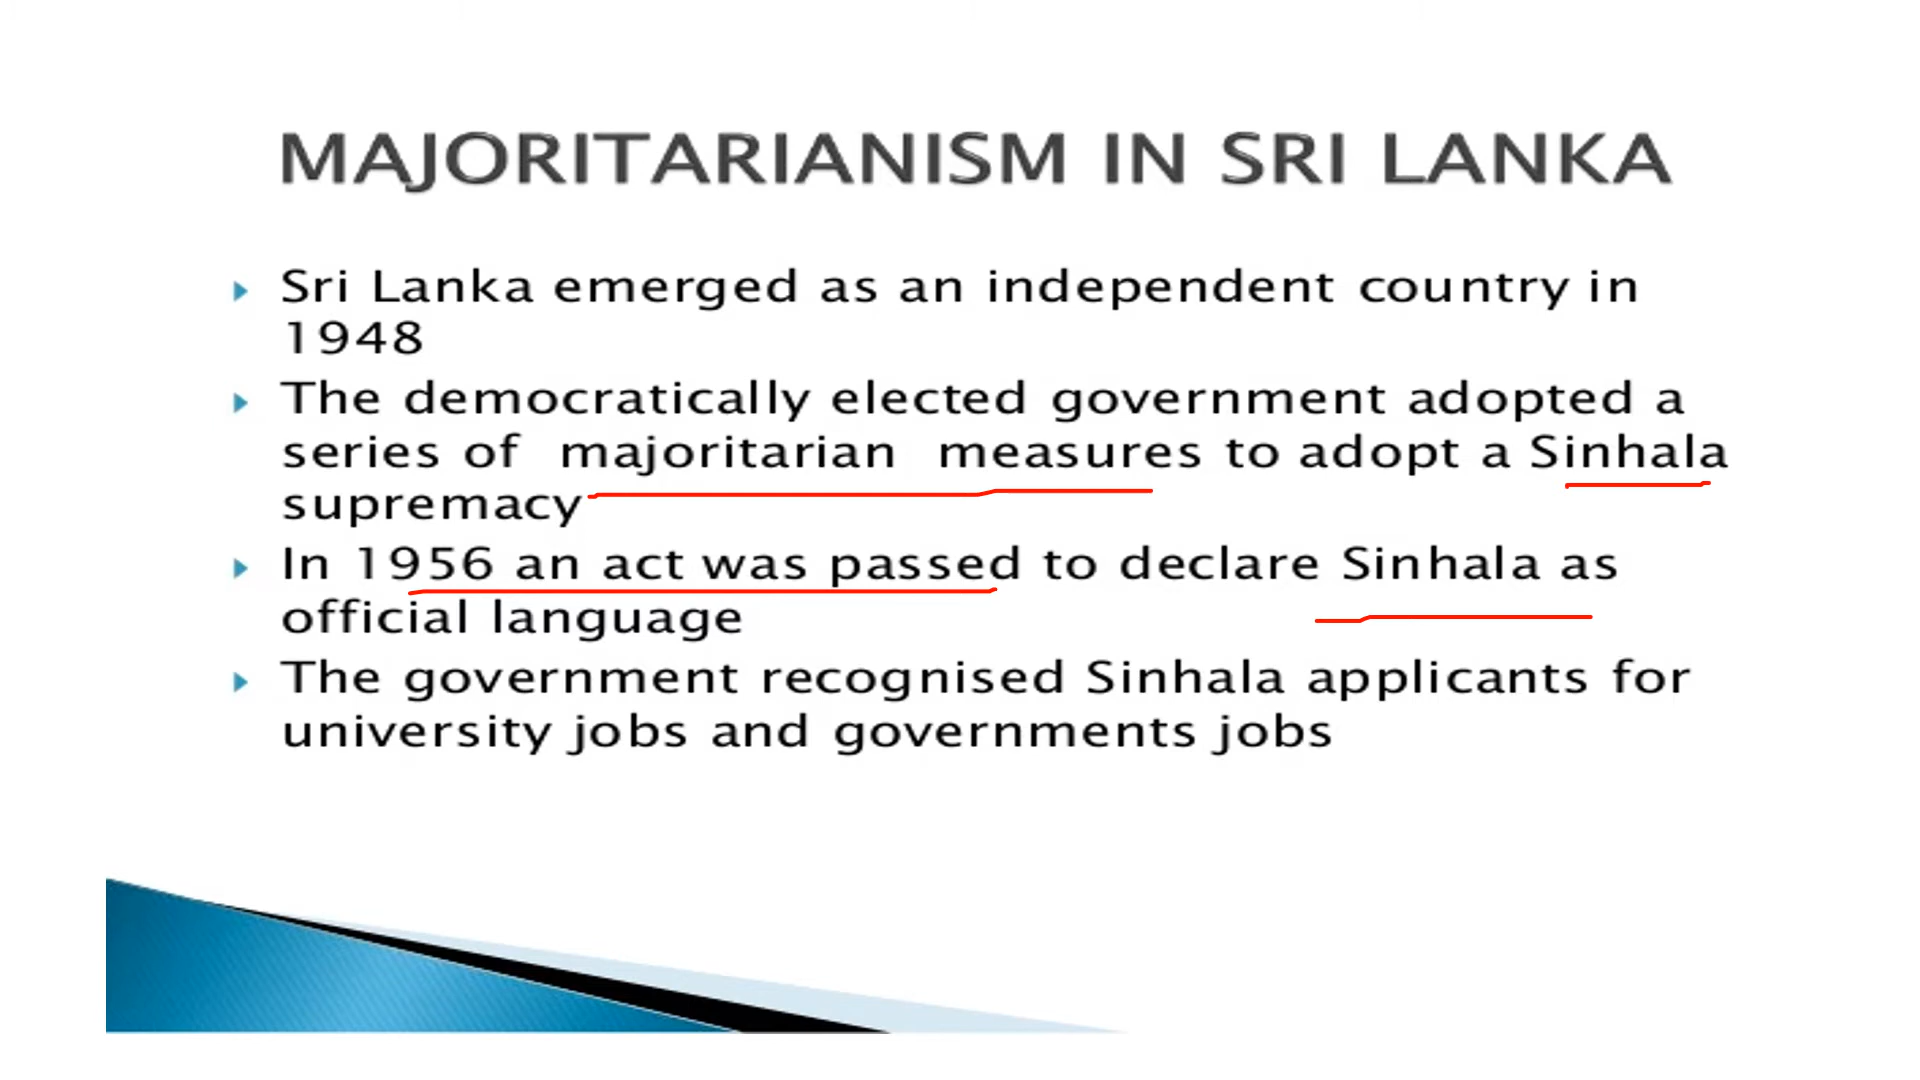 MAJORITARIANISM IN SRI LANKA
Sri Lanka emerged as an independent country in
1948
The democratically elected government adopted a
series of majoritarian measures to adopt a Sinhala
supremacy
In 1956 an act was passed to declare Sinhala as
official language
The government recognised Sinhala applicants for
university jobs and governments jobs